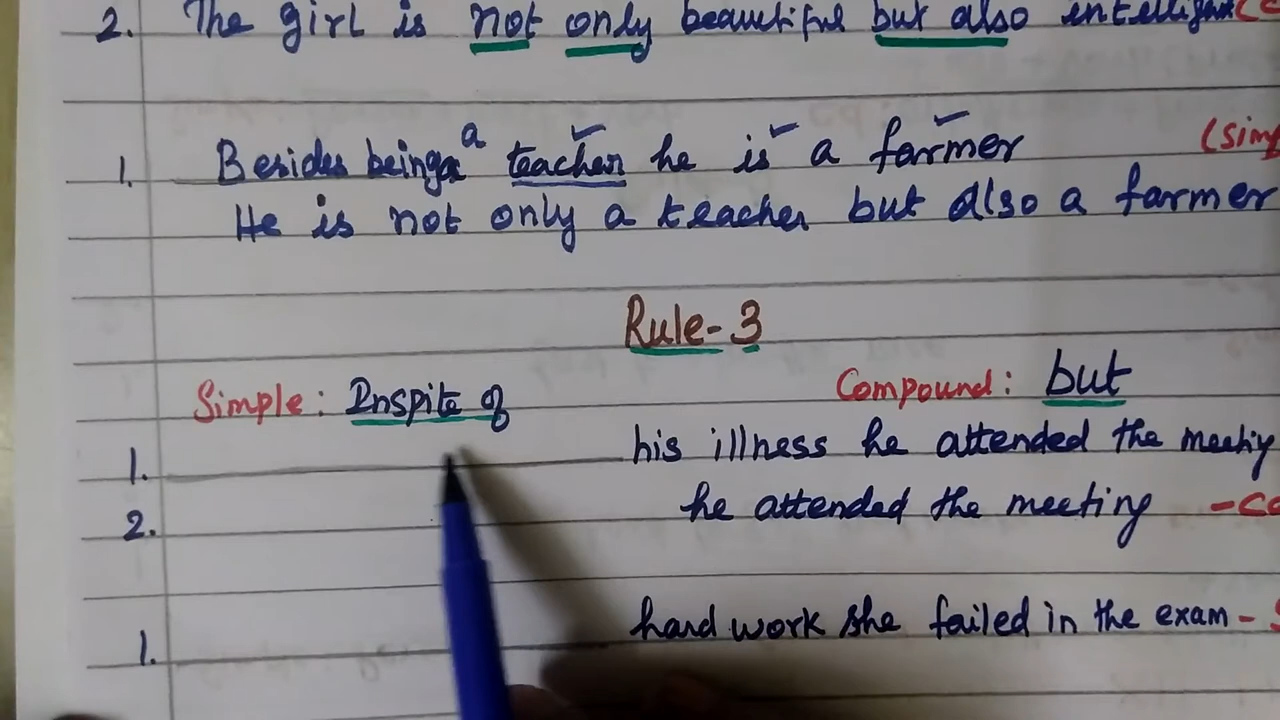 2. The girl is not only beautiful but also intelligent
1. Besides being a teacher he is a farmer (simp
He is not only a teacher but also a farmer
Rule-3
Simple: Inspite of Compound: but
1. his illness he attended the meeting
2. he attended the meeting -co
1. hard work she failed in the exam - S